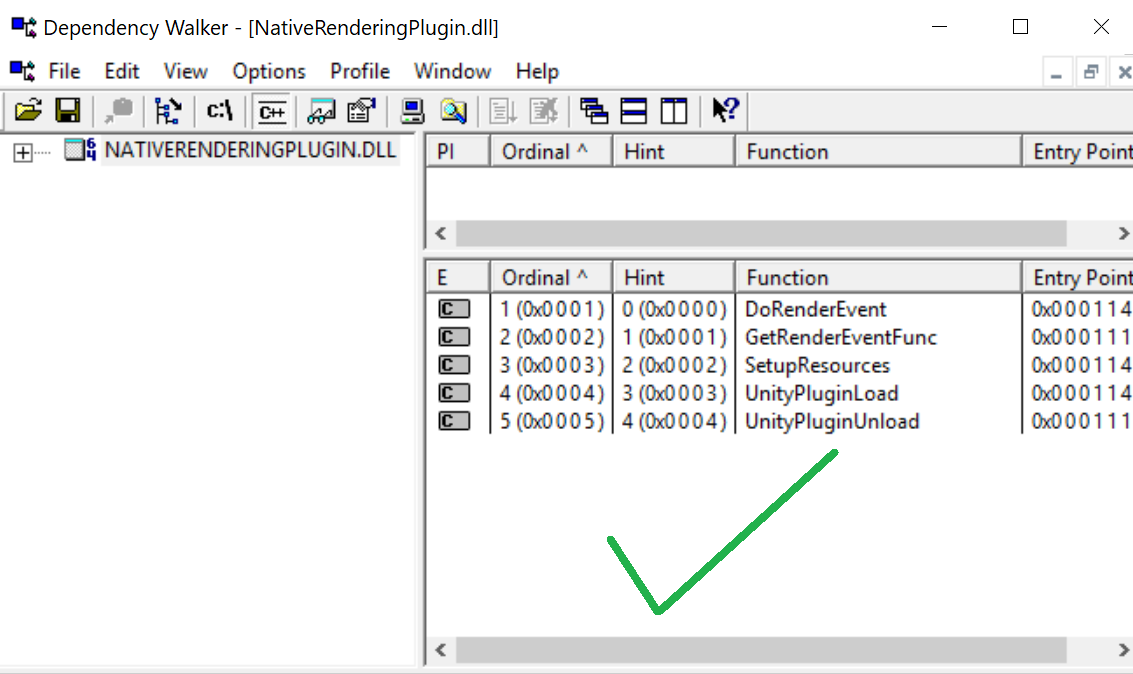 Dependency Walker - [NativeRenderingPlugin.dll]
File Edit View Options Profile Window Help
c:\ C++
64 NATIVERENDERINGPLUGIN.DLL
PI Ordinal ^ Hint Function Entry Point
E Ordinal ^ Hint Function Entry Point
C 1 (0x0001) 0 (0x0000) DoRenderEvent 0x000114
C 2 (0x0002) 1 (0x0001) GetRenderEventFunc 0x000111
C 3 (0x0003) 2 (0x0002) SetupResources 0x000114
C 4 (0x0004) 3 (0x0003) UnityPluginLoad 0x000114
C 5 (0x0005) 4 (0x0004) UnityPluginUnload 0x000111